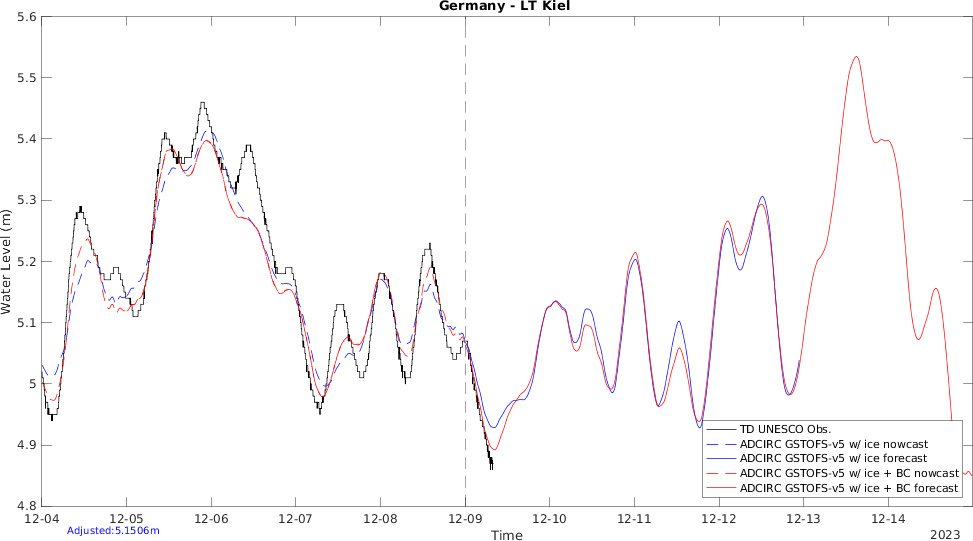 Germany - LT Kiel
5.6
5.5
5.4
5.3
5.2
5.1
5
4.9
4.8
Water Level (m)
TD UNESCO Obs.
ADCIRC GSTOFS-v5 w/ ice nowcast
ADCIRC GSTOFS-v5 w/ ice forecast
ADCIRC GSTOFS-v5 w/ ice + BC nowcast
ADCIRC GSTOFS-v5 w/ ice + BC forecast
12-04 12-05 12-06 12-07 12-08 12-09 12-10 12-11 12-12 12-13 12-14
Adjusted:5.1506m
Time
2023